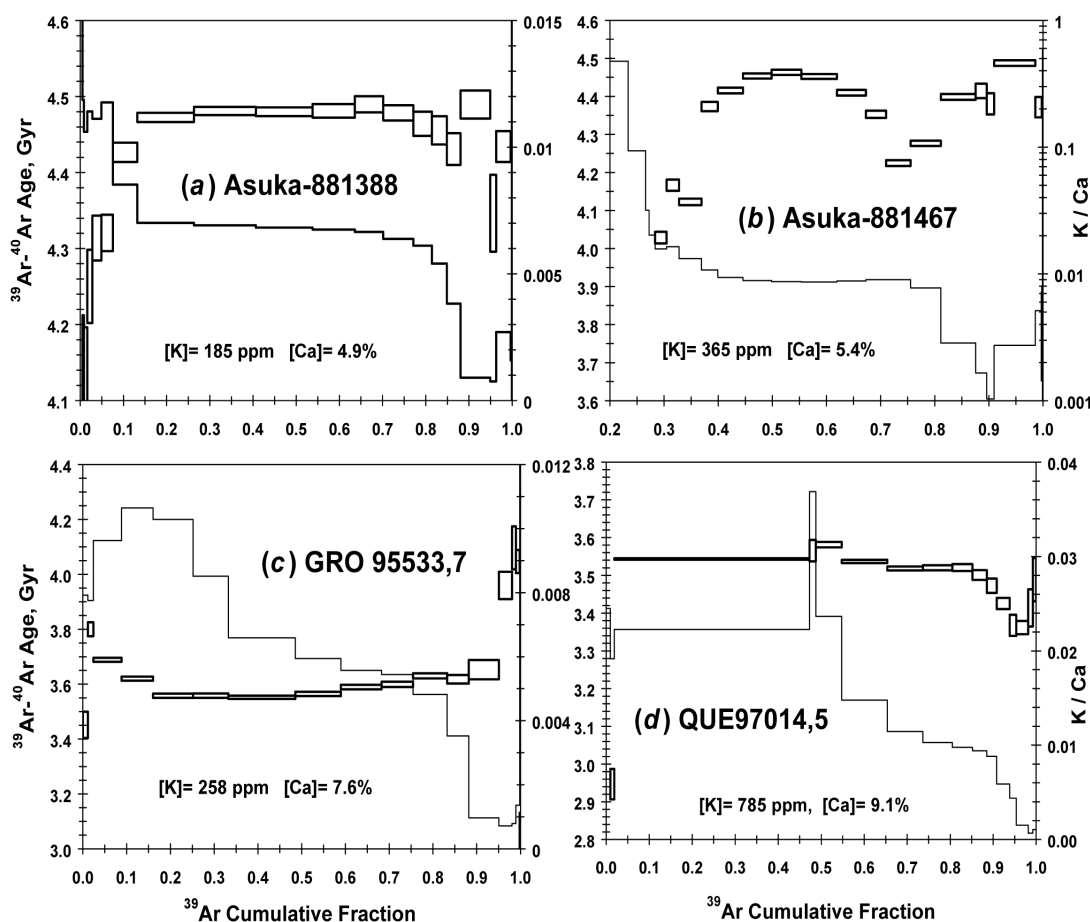 4.6
4.5
4.4
4.3
4.2
4.1
³⁹Ar-⁴⁰Ar Age, Gyr
0.015
0.010
0.005
0
(a) Asuka-881388
[K]= 185 ppm [Ca]= 4.9%
0.0 0.1 0.2 0.3 0.4 0.5 0.6 0.7 0.8 0.9 1.0
4.6
4.5
4.4
4.3
4.2
4.1
4.0
3.9
3.8
3.7
3.6
1
0.1
0.01
0.001
K / Ca
(b) Asuka-881467
[K]= 365 ppm [Ca]= 5.4%
0.2 0.3 0.4 0.5 0.6 0.7 0.8 0.9 1.0
4.4
4.2
4.0
3.8
3.6
3.4
3.2
3.0
³⁹Ar-⁴⁰Ar Age, Gyr
0.012
0.008
0.004
0
(c) GRO 95533,7
[K]= 258 ppm [Ca]= 7.6%
0.0 0.1 0.2 0.3 0.4 0.5 0.6 0.7 0.8 0.9 1.0
³⁹Ar Cumulative Fraction
3.8
3.7
3.6
3.5
3.4
3.3
3.2
3.1
3.0
2.9
2.8
0.04
0.03
0.02
0.01
0.00
K / Ca
(d) QUE97014,5
[K]= 785 ppm, [Ca]= 9.1%
0.0 0.1 0.2 0.3 0.4 0.5 0.6 0.7 0.8 0.9 1.0
³⁹Ar Cumulative Fraction